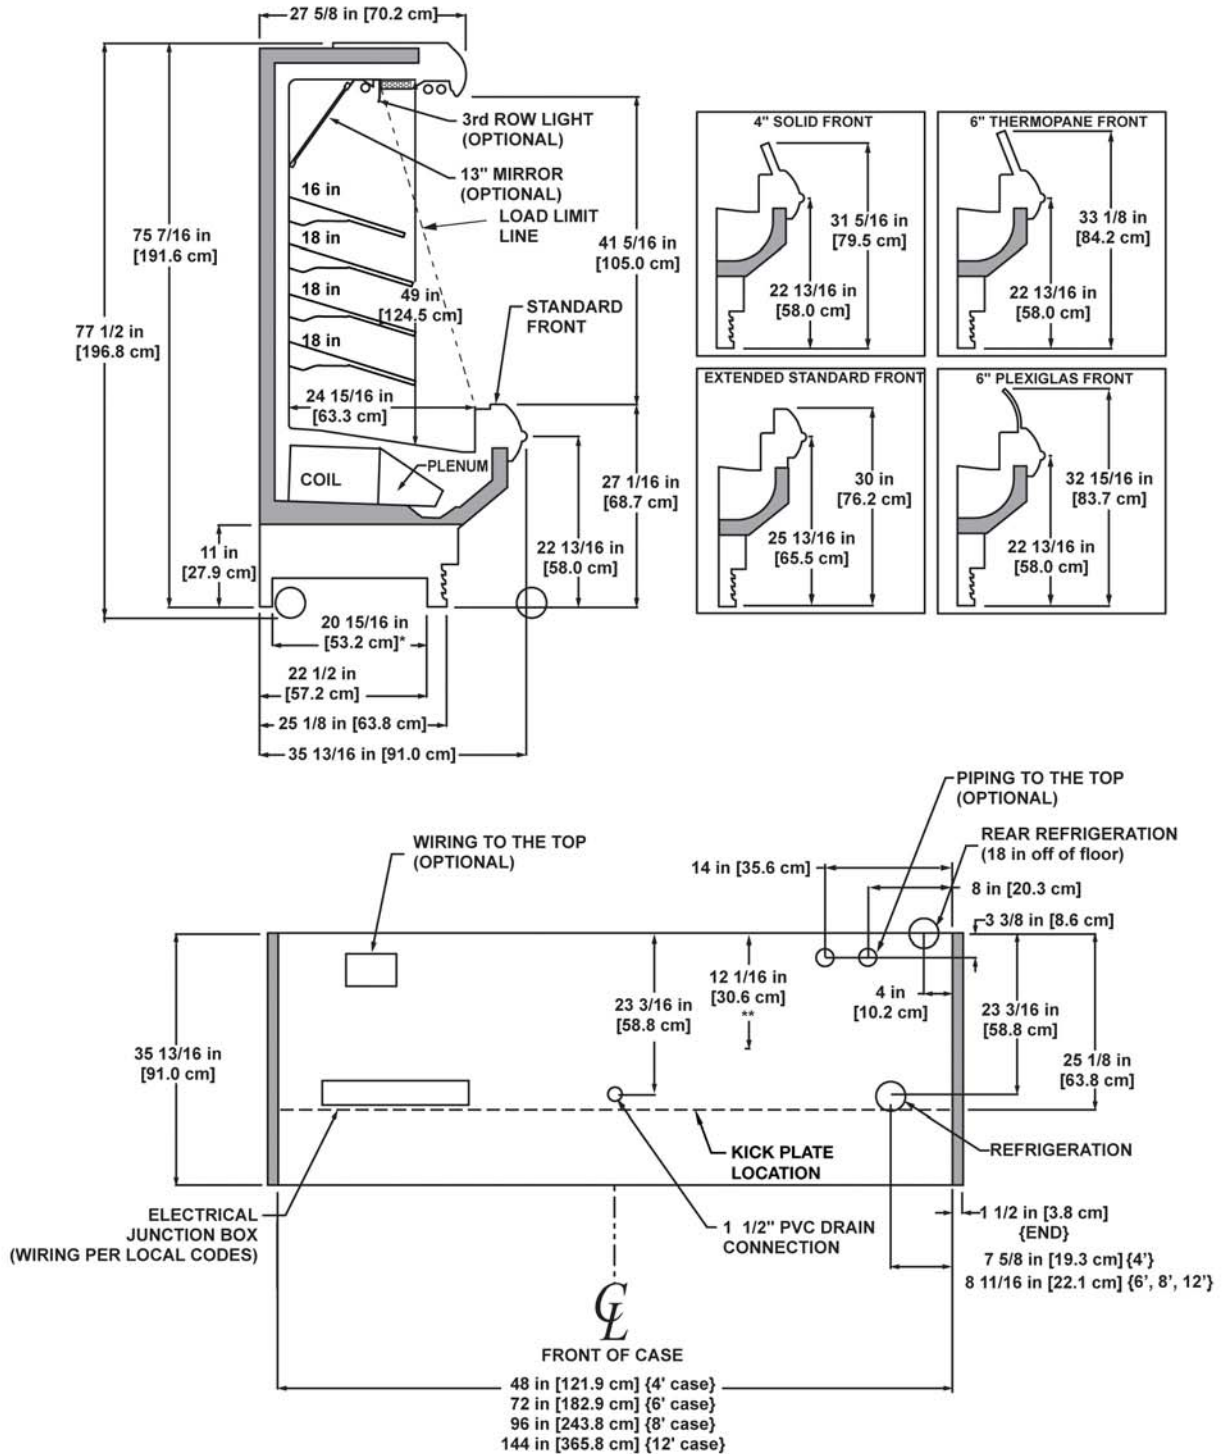 27 5/8 in [70.2 cm]
3rd ROW LIGHT
(OPTIONAL)
13" MIRROR
(OPTIONAL)
LOAD LIMIT
LINE
16 in
18 in
18 in
18 in
75 7/16 in
[191.6 cm]
77 1/2 in
[196.8 cm]
41 5/16 in
[105.0 cm]
49 in
[124.5 cm]
STANDARD
FRONT
24 15/16 in
[63.3 cm]
COIL
PLENUM
27 1/16 in
[68.7 cm]
11 in
[27.9 cm]
22 13/16 in
[58.0 cm]
20 15/16 in
[53.2 cm]*
22 1/2 in
[57.2 cm]
25 1/8 in [63.8 cm]
35 13/16 in [91.0 cm]
4" SOLID FRONT
31 5/16 in
[79.5 cm]
22 13/16 in
[58.0 cm]
6" THERMOPANE FRONT
33 1/8 in
[84.2 cm]
22 13/16 in
[58.0 cm]
EXTENDED STANDARD FRONT
30 in
[76.2 cm]
25 13/16 in
[65.5 cm]
6" PLEXIGLAS FRONT
32 15/16 in
[83.7 cm]
22 13/16 in
[58.0 cm]
PIPING TO THE TOP
(OPTIONAL)
WIRING TO THE TOP
(OPTIONAL)
REAR REFRIGERATION
(18 in off of floor)
14 in [35.6 cm]
8 in [20.3 cm]
3 3/8 in [8.6 cm]
12 1/16 in
[30.6 cm]
**
23 3/16 in
[58.8 cm]
4 in
[10.2 cm]
23 3/16 in
[58.8 cm]
35 13/16 in
[91.0 cm]
25 1/8 in
[63.8 cm]
KICK PLATE
LOCATION
REFRIGERATION
ELECTRICAL
JUNCTION BOX
(WIRING PER LOCAL CODES)
1 1/2" PVC DRAIN
CONNECTION
1 1/2 in [3.8 cm]
{END}
7 5/8 in [19.3 cm] {4'}
8 11/16 in [22.1 cm] {6', 8', 12'}
CL
FRONT OF CASE
48 in [121.9 cm] {4' case}
72 in [182.9 cm] {6' case}
96 in [243.8 cm] {8' case}
144 in [365.8 cm] {12' case}